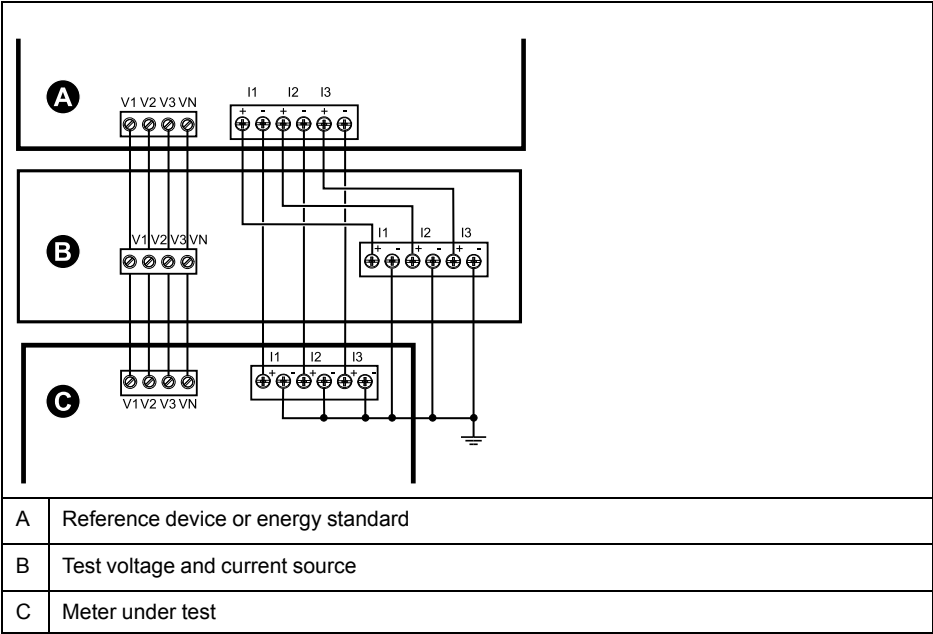 A
V1 V2 V3 VN
I1 I2 I3
+ - + - + -
B
V1 V2 V3 VN
I1 I2 I3
+ - + - + -
C
I1 I2 I3
+ - + - + -
V1 V2 V3 VN
A Reference device or energy standard
B Test voltage and current source
C Meter under test